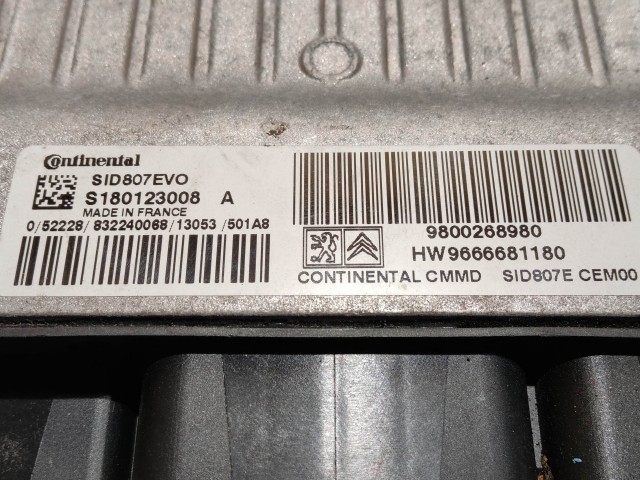 Continental
SID807EVO
S180123008 A
MADE IN FRANCE
0/52228/832240068/13053/501A8
9800268980
HW9666681180
CONTINENTAL CMMD SID807E CEM00